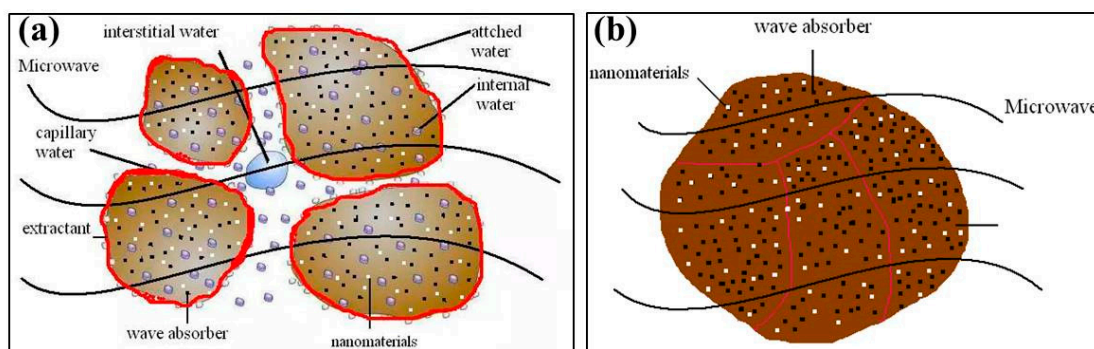 (a)
interstitial water
attched
water
Microwave
internal
water
capillary
water
extractant
wave absorber
nanomaterials
(b)
wave absorber
nanomaterials
Microwave